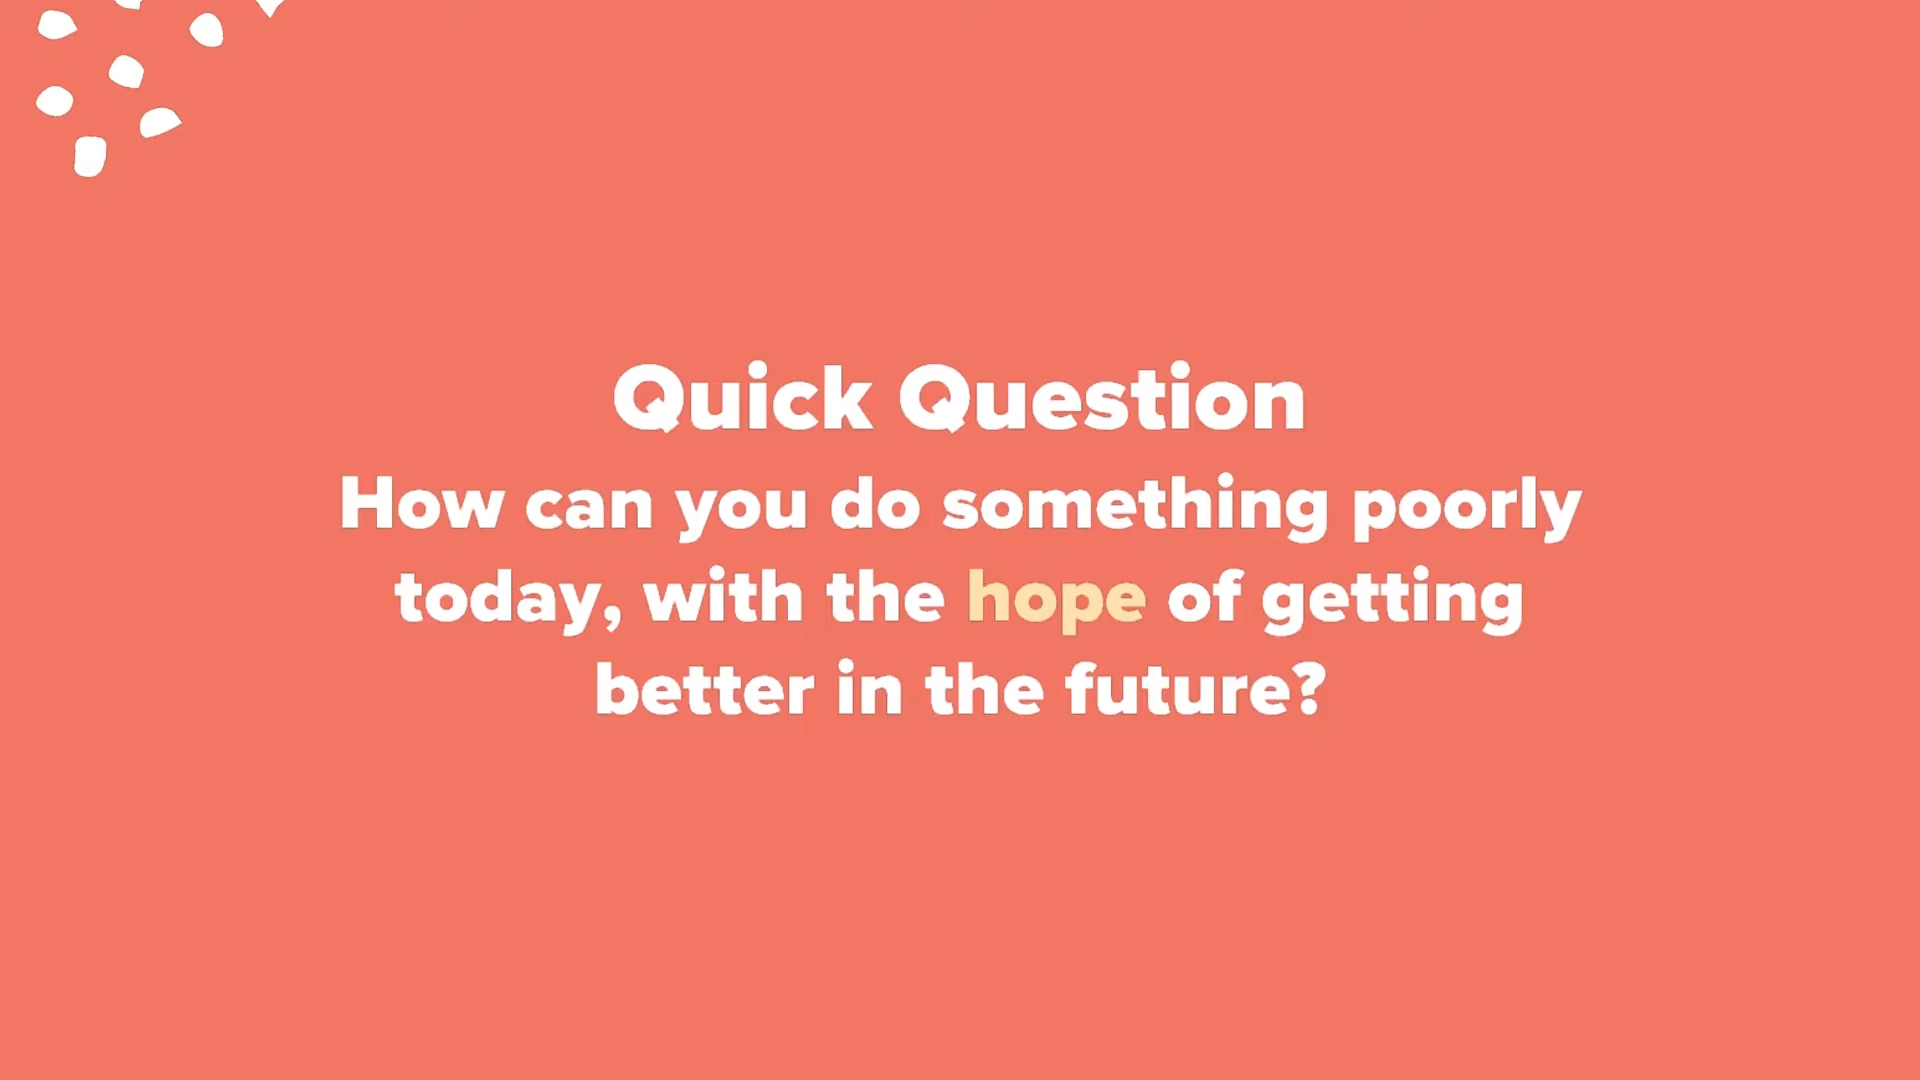 Quick Question
How can you do something poorly
today, with the hope of getting
better in the future?